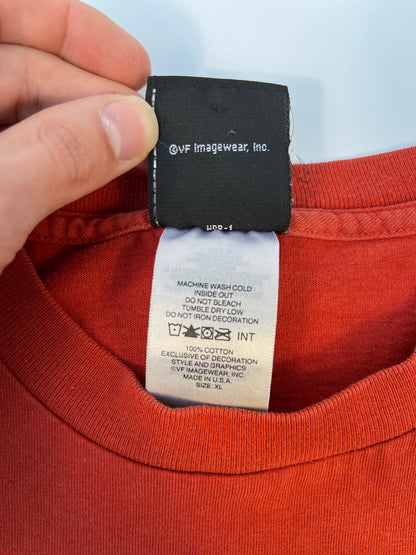 ©VF Imagewear, Inc.
MACHINE WASH COLD
INSIDE OUT
DO NOT BLEACH
TUMBLE DRY LOW
DO NOT IRON DECORATION
INT
100% COTTON
EXCLUSIVE OF DECORATION
STYLE AND GRAPHICS
©VF IMAGEWEAR, INC.
MADE IN U.S.A.
SIZE: XL